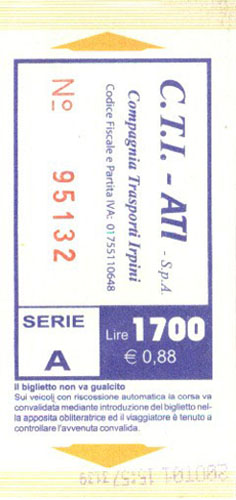 C.T.I. - ATI - S.p.A.
Compagnia Trasporti Irpini
Codice Fiscale e Partita IVA: 01755110648
No 95132
SERIE
A
Lire 1700
€ 0,88
Il biglietto non va gualcito
Sui veicoli con riscossione automatica la corsa va
convalidata mediante introduzione del biglietto nel-
la apposita obliteratrice ed il viaggiatore è tenuto a
controllare l'avvenuta convalida.